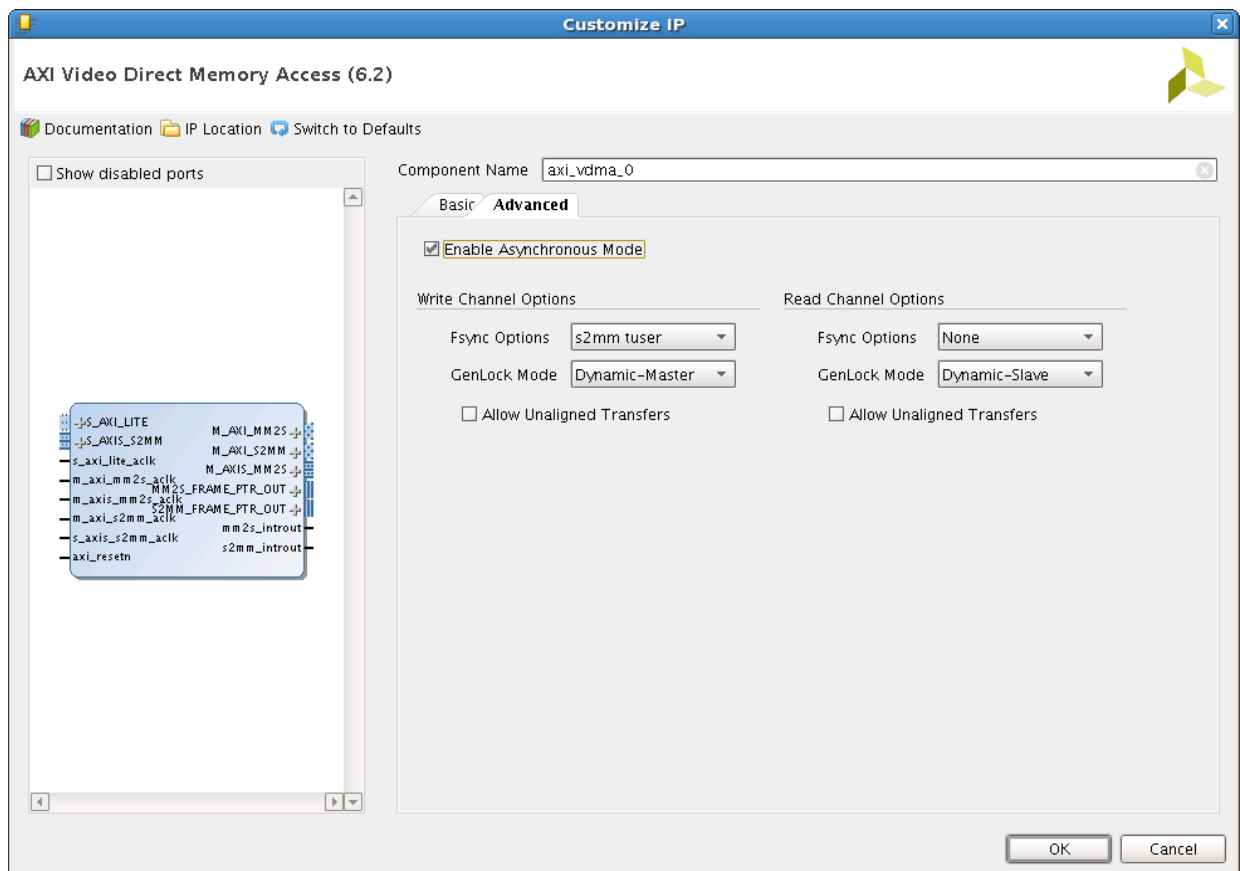 Customize IP
AXI Video Direct Memory Access (6.2)
Documentation IP Location Switch to Defaults
Show disabled ports
Component Name axi_vdma_0
Basic Advanced
Enable Asynchronous Mode
Write Channel Options
Fsync Options s2mm tuser
GenLock Mode Dynamic-Master
Allow Unaligned Transfers
Read Channel Options
Fsync Options None
GenLock Mode Dynamic-Slave
Allow Unaligned Transfers
S_AXI_LITE
S_AXIS_S2MM
s_axi_lite_aclk
m_axi_mm2s_aclk
m_axis_mm2s_aclk
m_axi_s2mm_aclk
s_axis_s2mm_aclk
axi_resetn
M_AXI_MM2S
M_AXI_S2MM
M_AXIS_MM2S
MM2S_FRAME_PTR_OUT
S2MM_FRAME_PTR_OUT
mm2s_introut
s2mm_introut
OK Cancel